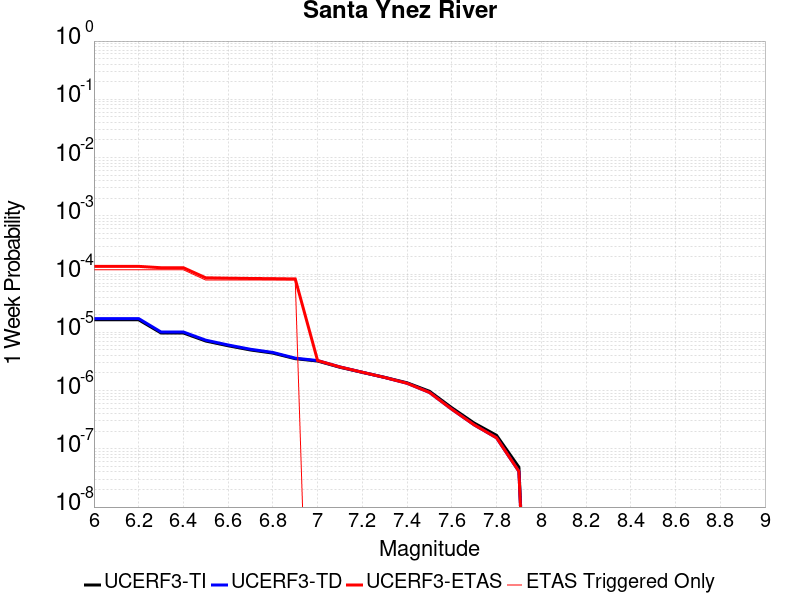 Santa Ynez River
10^0
10^-1
10^-2
10^-3
10^-4
10^-5
10^-6
10^-7
10^-8
1 Week Probability
6 6.2 6.4 6.6 6.8 7 7.2 7.4 7.6 7.8 8 8.2 8.4 8.6 8.8 9
Magnitude
UCERF3-TI UCERF3-TD UCERF3-ETAS ETAS Triggered Only